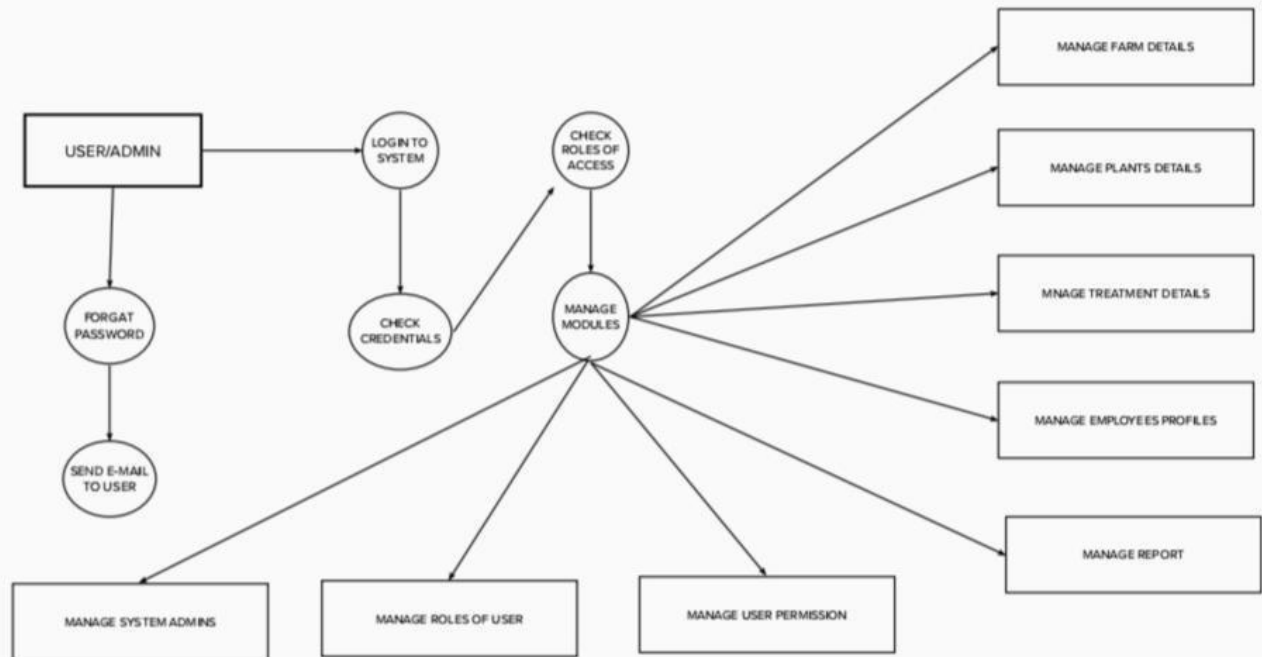 MANAGE FARM DETAILS
USER/ADMIN
LOGIN TO
SYSTEM
CHECK
ROLES OF
ACCESS
MANAGE PLANTS DETAILS
MNAGE TREATMENT DETAILS
FORGAT
PASSWORD
CHECK
CREDENTIALS
MANAGE
MODULES
MANAGE EMPLOYEES PROFILES
SEND E-MAIL
TO USER
MANAGE REPORT
MANAGE SYSTEM ADMINS
MANAGE ROLES OF USER
MANAGE USER PERMISSION